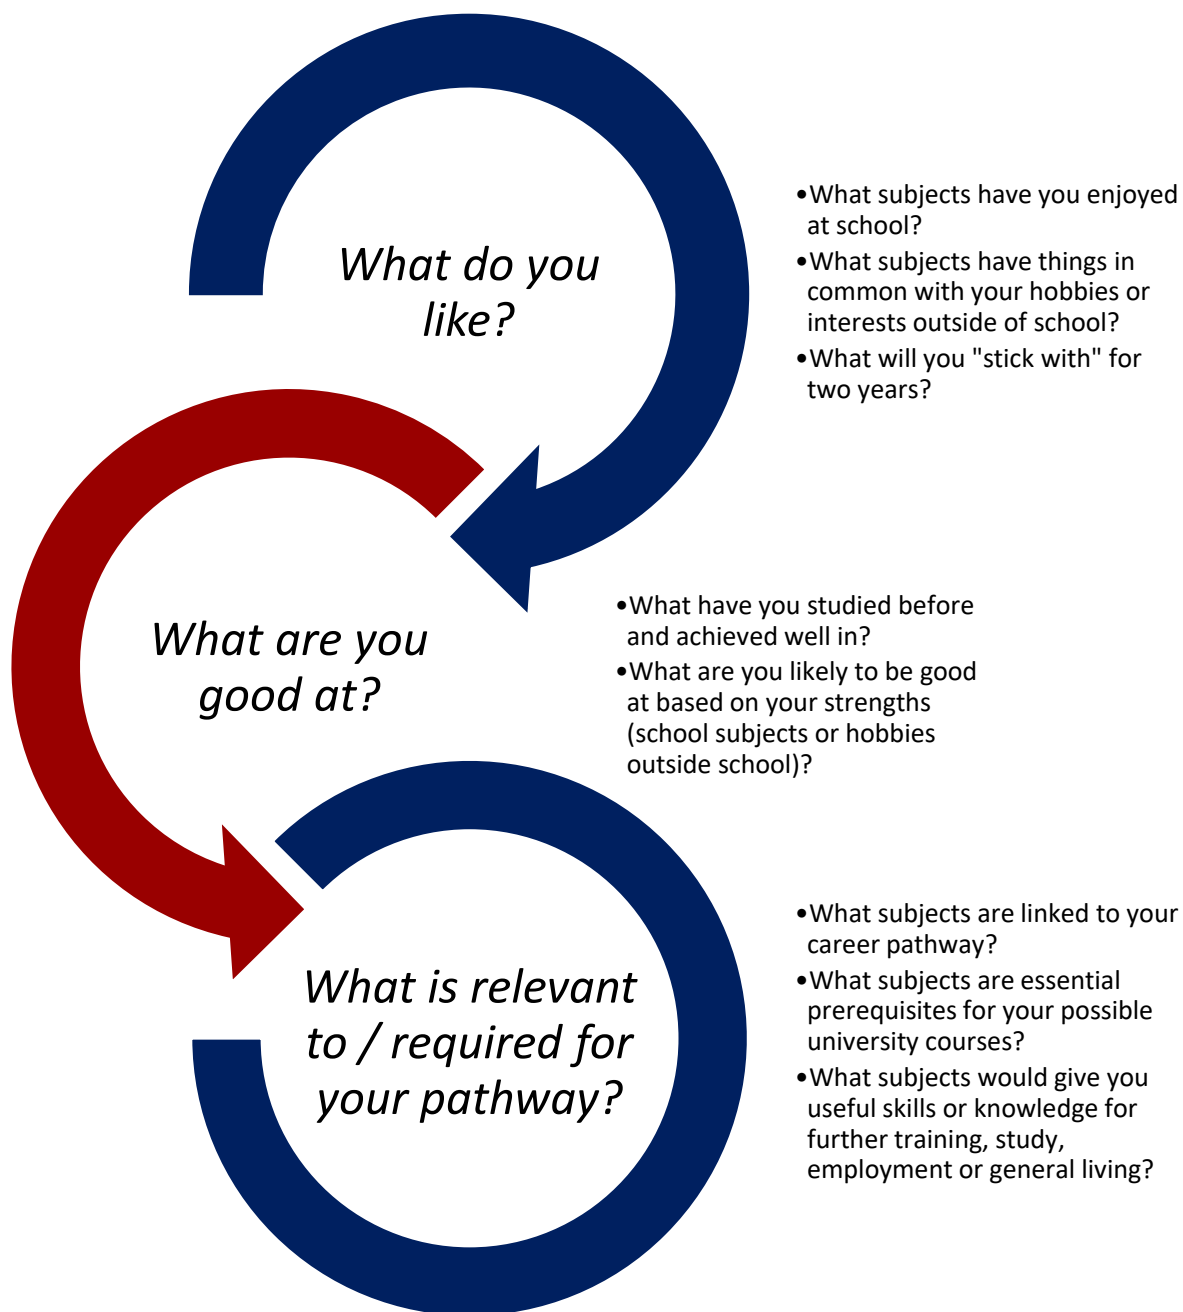 What do you
like?
•What subjects have you enjoyed
at school?
•What subjects have things in
common with your hobbies or
interests outside of school?
•What will you "stick with" for
two years?
What are you
good at?
•What have you studied before
and achieved well in?
•What are you likely to be good
at based on your strengths
(school subjects or hobbies
outside school)?
What is relevant
to / required for
your pathway?
•What subjects are linked to your
career pathway?
•What subjects are essential
prerequisites for your possible
university courses?
•What subjects would give you
useful skills or knowledge for
further training, study,
employment or general living?